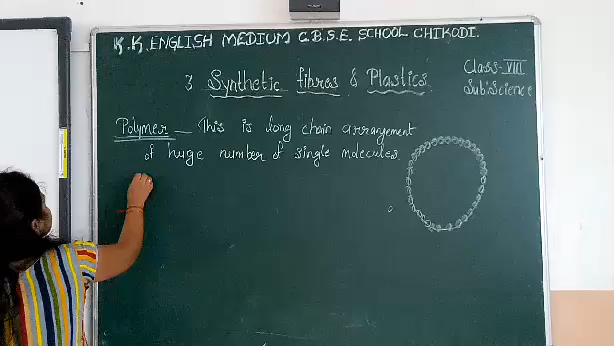 K.K. ENGLISH MEDIUM C.B.S.E. SCHOOL CHIKODI.
3 Synthetic fibres & Plastics
Class-VIII
Sub:Science
Polymer — This is long chain arrangement
of huge number of single molecules